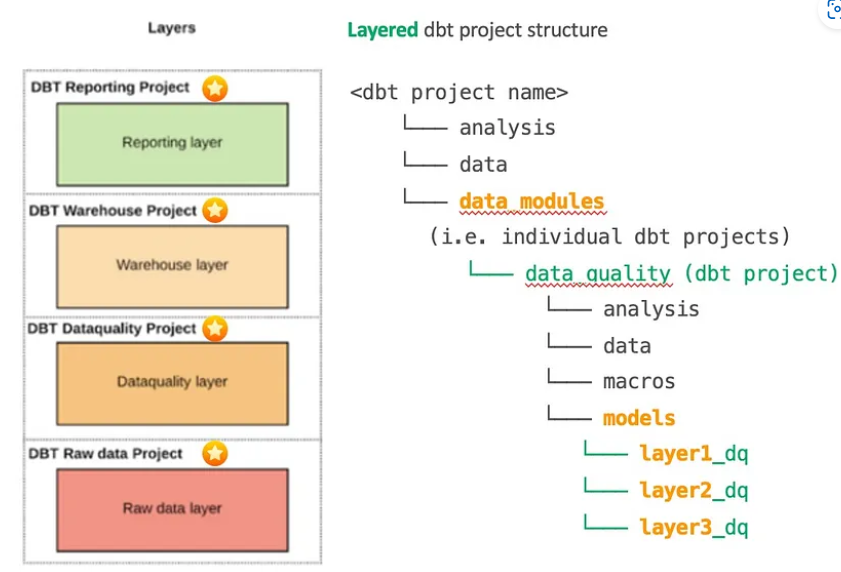 Layers
DBT Reporting Project
Reporting layer
DBT Warehouse Project
Warehouse layer
DBT Dataquality Project
Dataquality layer
DBT Raw data Project
Raw data layer
Layered dbt project structure
<dbt project name>
└── analysis
└── data
└── data_modules
(i.e. individual dbt projects)
└── data_quality (dbt project)
└── analysis
└── data
└── macros
└── models
└── layer1_dq
└── layer2_dq
└── layer3_dq